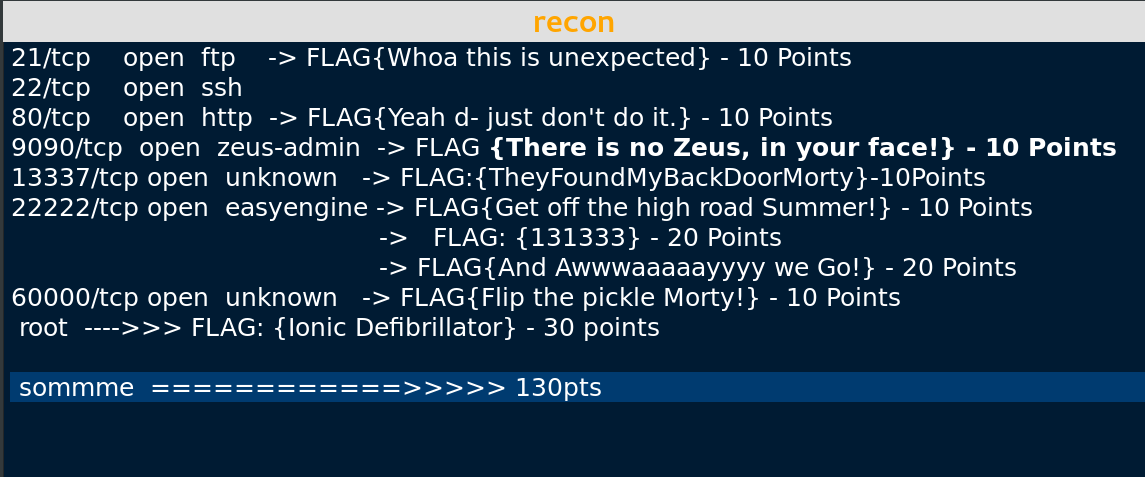 recon
21/tcp open ftp -> FLAG{Whoa this is unexpected} - 10 Points
22/tcp open ssh
80/tcp open http -> FLAG{Yeah d- just don't do it.} - 10 Points
9090/tcp open zeus-admin -> FLAG {There is no Zeus, in your face!} - 10 Points
13337/tcp open unknown -> FLAG:{TheyFoundMyBackDoorMorty}-10Points
22222/tcp open easyengine -> FLAG{Get off the high road Summer!} - 10 Points
-> FLAG: {131333} - 20 Points
-> FLAG{And Awwwaaaaayyyy we Go!} - 20 Points
60000/tcp open unknown -> FLAG{Flip the pickle Morty!} - 10 Points
root ---->>> FLAG: {Ionic Defibrillator} - 30 points
sommme ============>>>>> 130pts